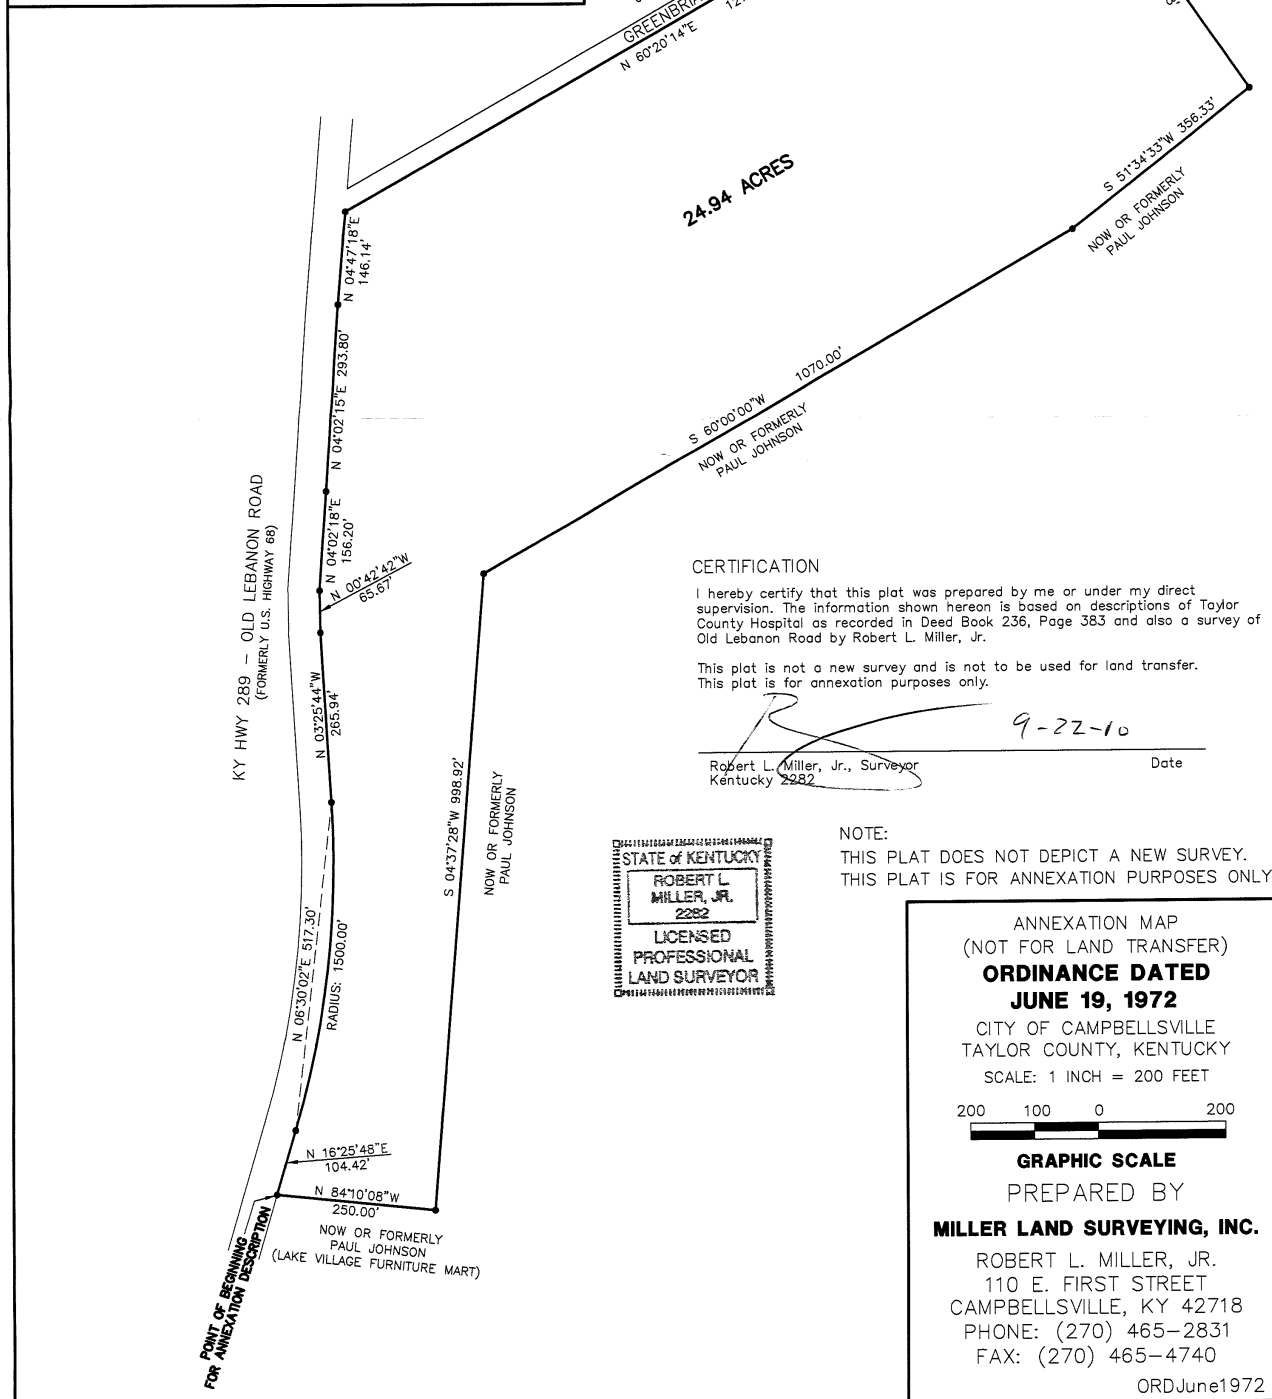 GREENBRIA
N 60°20'14"E
24.94 ACRES
S 51°34'33"W 356.33'
NOW OR FORMERLY
PAUL JOHNSON
N 04°47'18"E
146.14'
N 04°02'15"E 293.80'
S 60°00'00"W 1070.00'
NOW OR FORMERLY
PAUL JOHNSON
KY HWY 289 - OLD LEBANON ROAD
(FORMERLY U.S. HIGHWAY 68)
N 04°02'18"E
156.20'
N 00°42'42"W
65.67'
N 03°25'44"W
265.94'
S 04°37'28"W 998.92'
NOW OR FORMERLY
PAUL JOHNSON
N 06°30'02"E 517.30'
RADIUS: 1500.00'
N 16°25'48"E
104.42'
N 84°10'08"W
250.00'
NOW OR FORMERLY
PAUL JOHNSON
(LAKE VILLAGE FURNITURE MART)
POINT OF BEGINNING
FOR ANNEXATION DESCRIPTION
CERTIFICATION
I hereby certify that this plat was prepared by me or under my direct
supervision. The information shown hereon is based on descriptions of Taylor
County Hospital as recorded in Deed Book 236, Page 383 and also a survey of
Old Lebanon Road by Robert L. Miller, Jr.
This plat is not a new survey and is not to be used for land transfer.
This plat is for annexation purposes only.
9-22-10
Robert L. Miller, Jr., Surveyor Date
Kentucky 2282
STATE of KENTUCKY
ROBERT L.
MILLER, JR.
2282
LICENSED
PROFESSIONAL
LAND SURVEYOR
NOTE:
THIS PLAT DOES NOT DEPICT A NEW SURVEY.
THIS PLAT IS FOR ANNEXATION PURPOSES ONLY
ANNEXATION MAP
(NOT FOR LAND TRANSFER)
ORDINANCE DATED
JUNE 19, 1972
CITY OF CAMPBELLSVILLE
TAYLOR COUNTY, KENTUCKY
SCALE: 1 INCH = 200 FEET
200 100 0 200
GRAPHIC SCALE
PREPARED BY
MILLER LAND SURVEYING, INC.
ROBERT L. MILLER, JR.
110 E. FIRST STREET
CAMPBELLSVILLE, KY 42718
PHONE: (270) 465-2831
FAX: (270) 465-4740
ORDJune1972